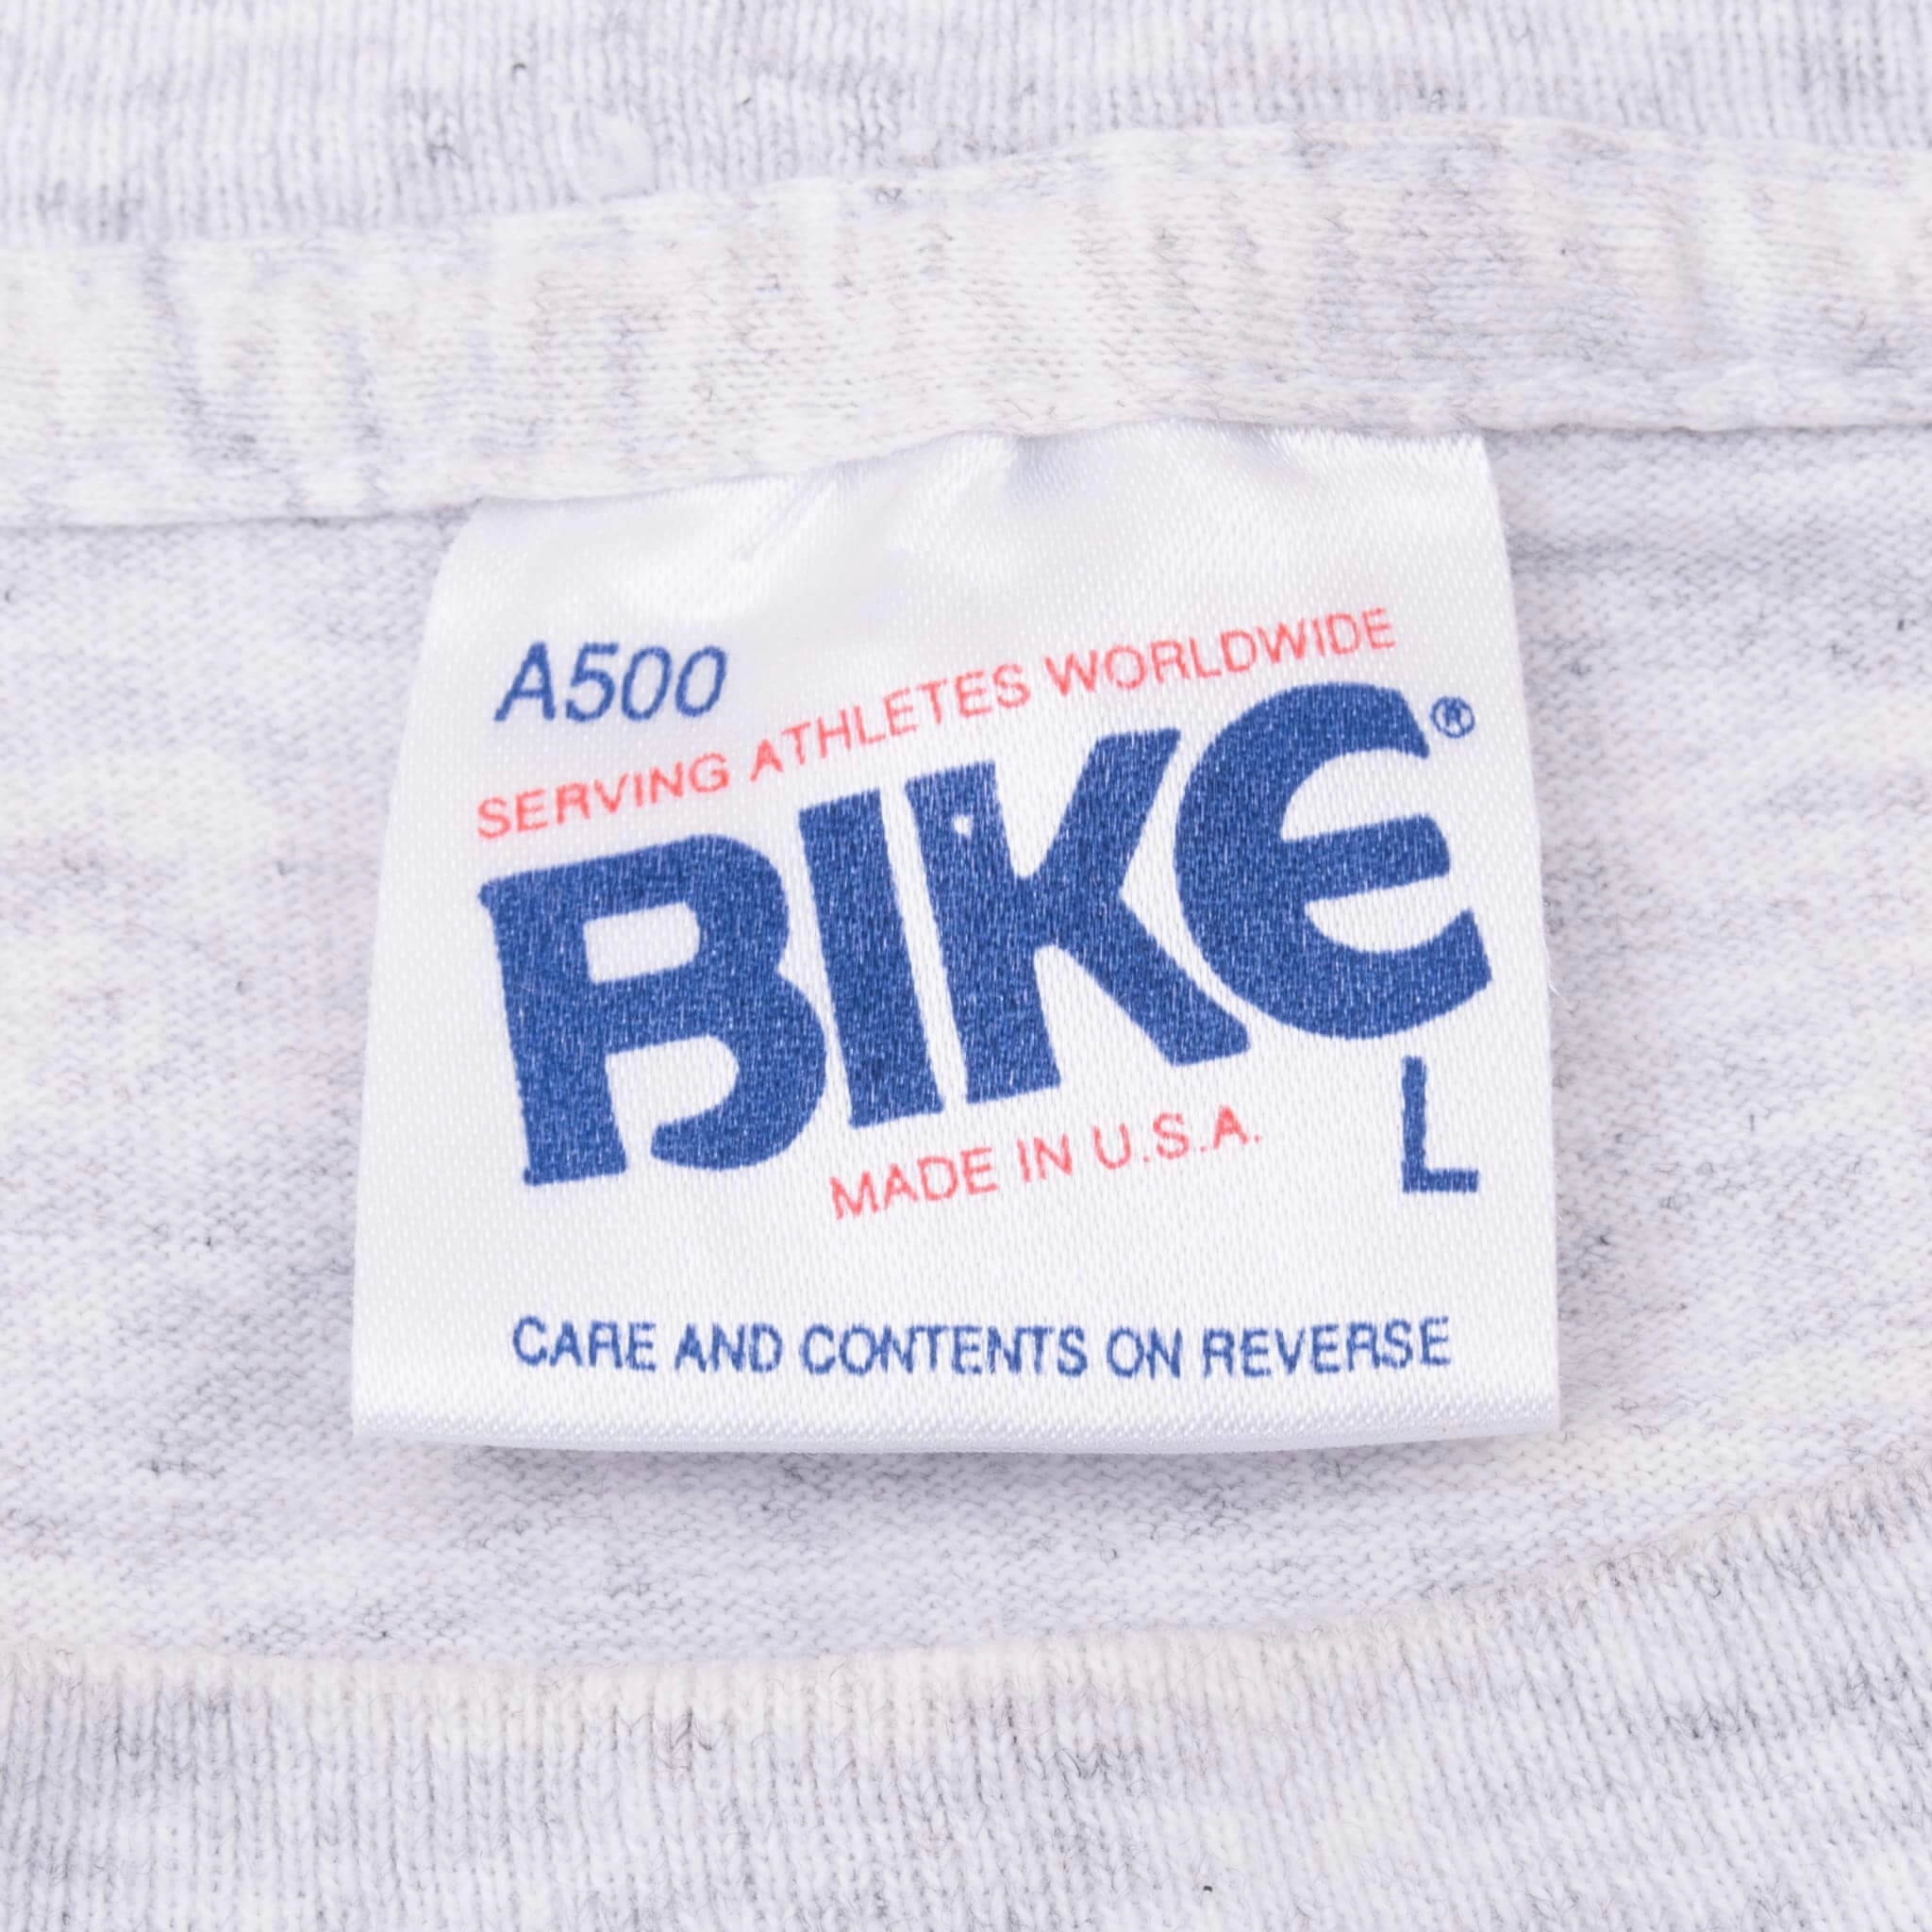 A500
SERVING ATHLETES WORLDWIDE
BIKE®
MADE IN U.S.A.
L
CARE AND CONTENTS ON REVERSE